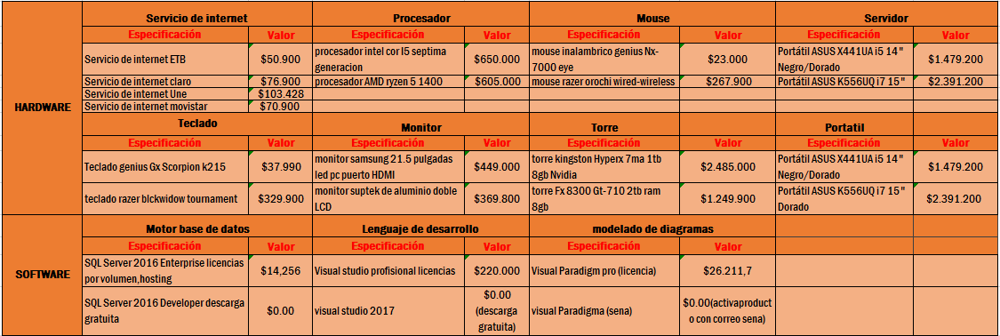 Servicio de internet Procesador Mouse Servidor
Especificación Valor Especificación Valor Especificación Valor Especificación Valor
Servicio de internet ETB $50.900 procesador intel cor I5 septima generacion $650.000 mouse inalambrico genius Nx-7000 eye $23.000 Portátil ASUS X441UA i5 14" Negro/Dorado $1.479.200
Servicio de internet claro $76.900 procesador AMD ryzen 5 1400 $605.000 mouse razer orochi wired-wireless $267.900 Portátil ASUS K556UQ i7 15" $2.391.200
Servicio de internet Une $103.428
HARDWARE
Servicio de internet movistar $70.900
Teclado Monitor Torre Portatil
Especificación Valor Especificación Valor Especificación Valor Especificación Valor
Teclado genius Gx Scorpion k215 $37.990 monitor samsung 21.5 pulgadas led pc puerto HDMI $449.000 torre kingston Hyperx 7ma 1tb 8gb Nvidia $2.485.000 Portátil ASUS X441UA i5 14" Negro/Dorado $1.479.200
teclado razer blckwidow tournament $329.900 monitor suptek de aluminio doble LCD $369.800 torre Fx 8300 Gt-710 2tb ram 8gb $1.249.900 Portátil ASUS K556UQ i7 15" Dorado $2.391.200
Motor base de datos Lenguaje de desarrollo modelado de diagramas
Especificación Valor Especificación Valor Especificación Valor
SOFTWARE
SQL Server 2016 Enterprise licencias por volumen,hosting $14,256 Visual studio profisional licencias $220.000 Visual Paradigm pro (licencia) $26.211,7
SQL Server 2016 Developer descarga gratuita $0.00 visual studio 2017 $0.00 (descarga gratuita) visual Paradigma (sena) $0.00(activaproducto con correo sena)